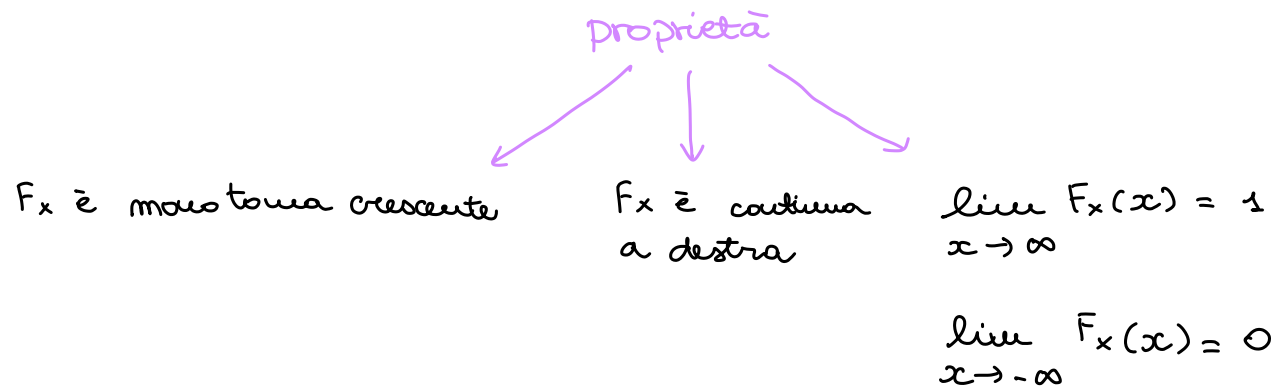 proprietà
Fx è monotona crescente
Fx è continua
a destra
lim Fx(x) = 1
x → ∞
lim Fx(x) = 0
x → -∞